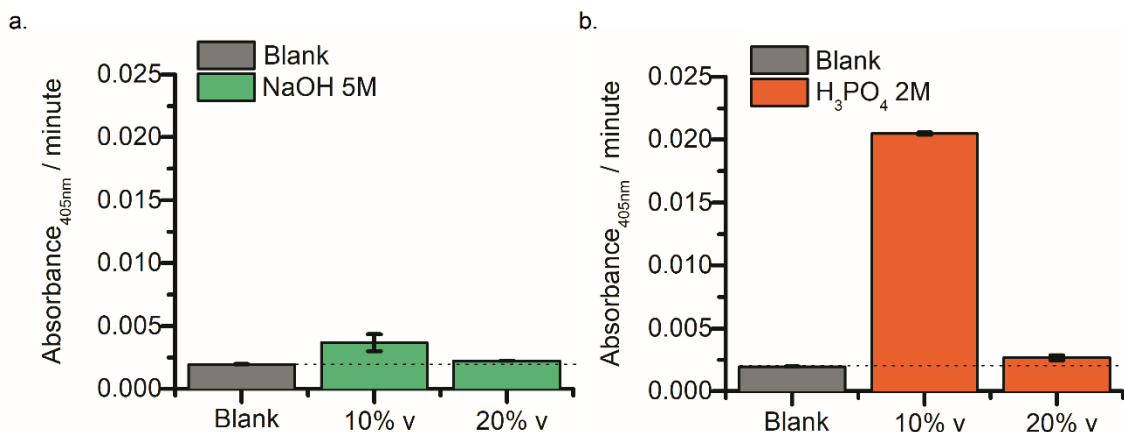 a.
Blank
NaOH 5M
0.025
0.020
0.015
0.010
0.005
0.000
Absorbance405nm / minute
Blank 10% v 20% v
b.
Blank
H3PO4 2M
0.025
0.020
0.015
0.010
0.005
0.000
Absorbance405nm / minute
Blank 10% v 20% v